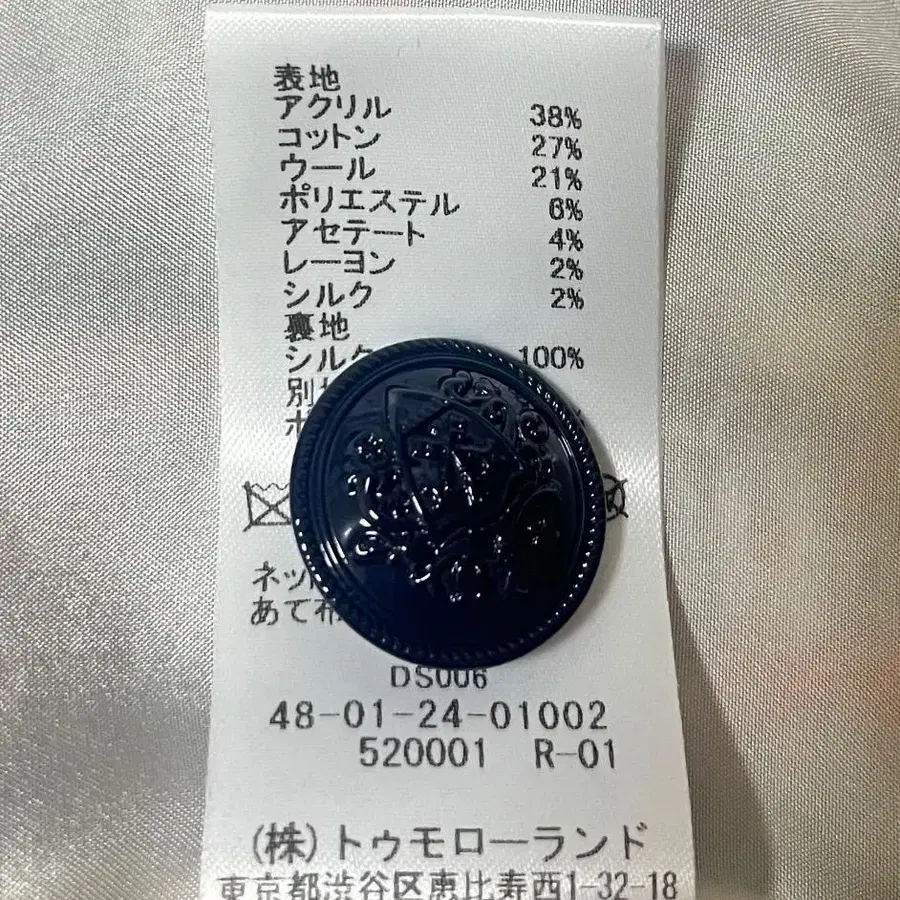 表地
アクリル 38%
コットン 27%
ウール 21%
ポリエステル 6%
アセテート 4%
レーヨン 2%
シルク 2%
裏地
シルク 100%
DS006
48-01-24-01002
520001 R-01
(株)トゥモローランド
東京都渋谷区恵比寿西1-32-18